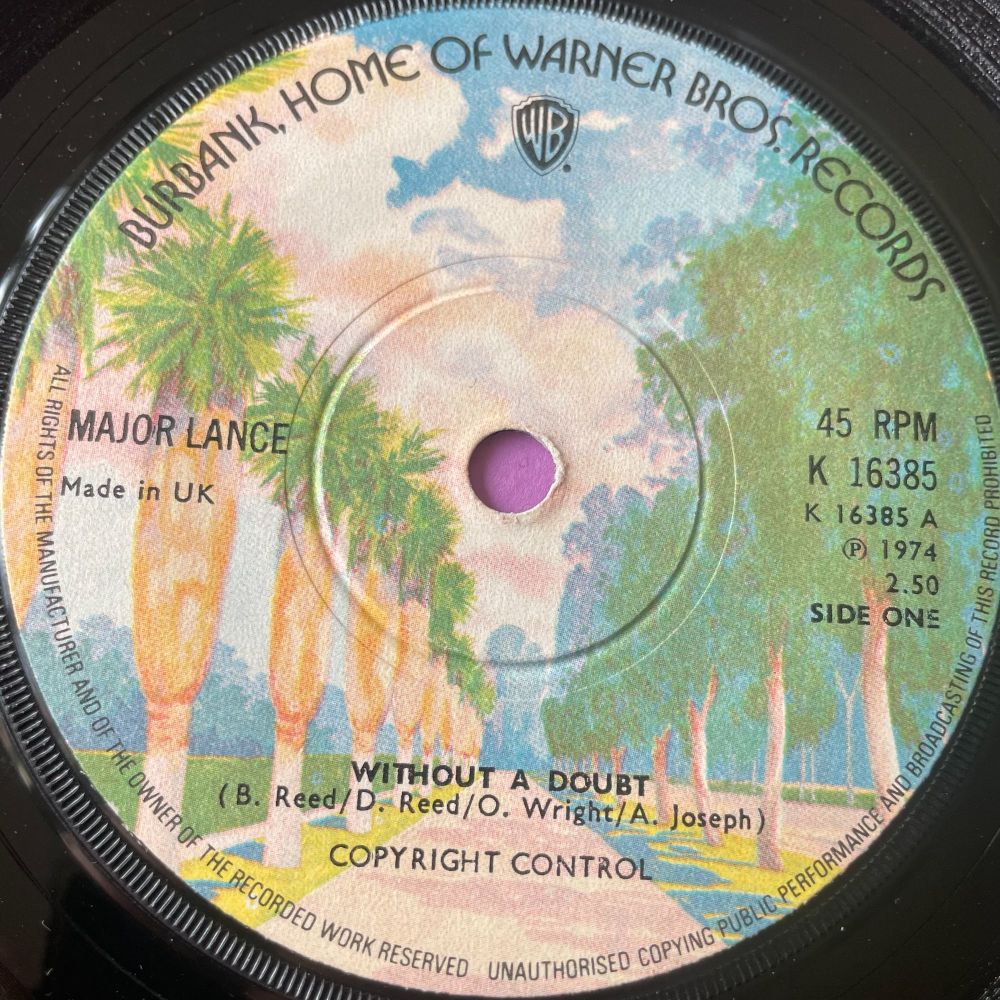 BURBANK, HOME OF WARNER BROS. RECORDS
WB
MAJOR LANCE
Made in UK
45 RPM
K 16385
K 16385 A
Ⓟ 1974
2.50
SIDE ONE
WITHOUT A DOUBT
(B. Reed/D. Reed/O. Wright/A. Joseph)
COPYRIGHT CONTROL
ALL RIGHTS OF THE MANUFACTURER AND OF THE OWNER OF THE RECORDED WORK RESERVED UNAUTHORISED COPYING PUBLIC PERFORMANCE AND BROADCASTING OF THIS RECORD PROHIBITED